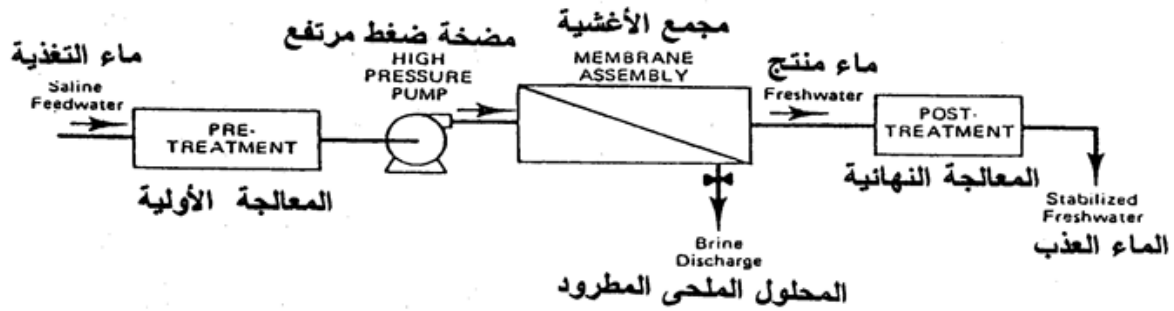 ماء التغذية
Saline
Feedwater
PRE-
TREATMENT
المعالجة الأولية
مضخة ضغط مرتفع
HIGH
PRESSURE
PUMP
مجمع الأغشية
MEMBRANE
ASSEMBLY
Brine
Discharge
المحلول الملحى المطرود
ماء منتج
Freshwater
POST-
TREATMENT
المعالجة النهائية
Stabilized
Freshwater
الماء العذب